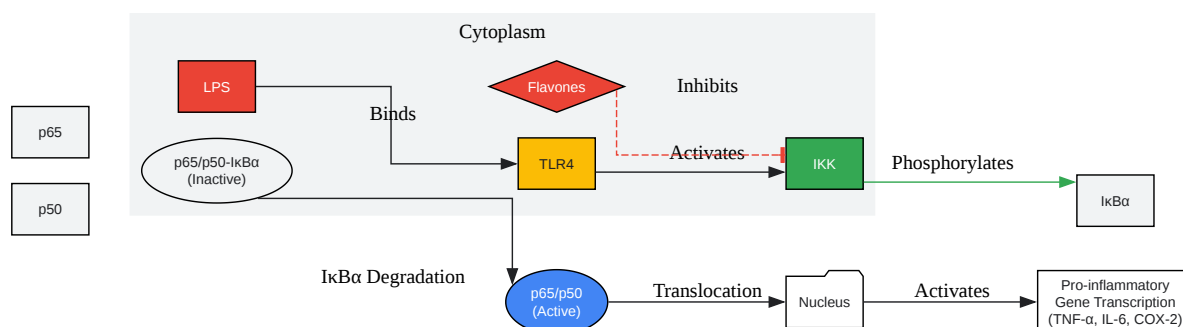 Cytoplasm
LPS
Flavones
Inhibits
Binds
p65
p65/p50-IκBα
(Inactive)
TLR4
Activates
IKK
Phosphorylates
p50
IκBα
IκBα Degradation
p65/p50
(Active)
Translocation
Nucleus
Activates
Pro-inflammatory
Gene Transcription
(TNF-α, IL-6, COX-2)